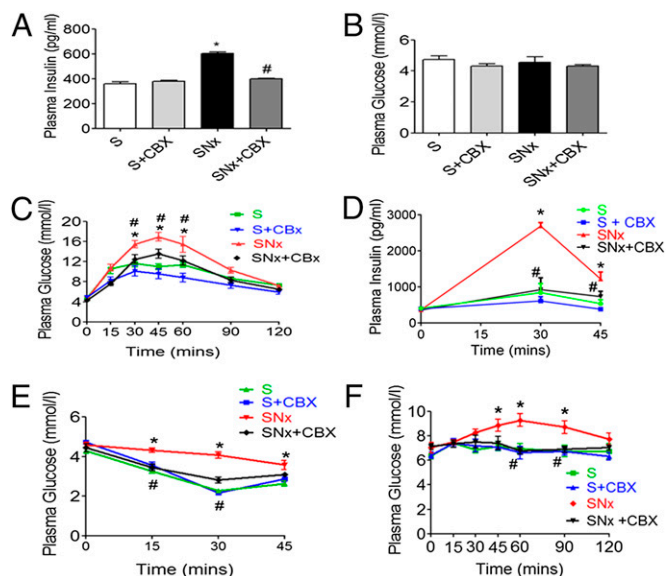 A
Plasma Insulin (pg/ml)
800
600
400
200
0
*
#
S
S+CBX
SNx
SNx+CBX
B
Plasma Glucose (mmol/l)
6
4
2
0
S
S+CBX
SNX
SNx+CBX
C
Plasma Glucose (mmol/l)
20
16
12
8
4
0
# # #
* * *
S
S+CBx
SNx
SNx+CBx
0 15 30 45 60 90 120
Time (mins)
D
Plasma Insulin (pg/ml)
3000
2000
1000
0
*
*
#
#
S
S + CBX
SNx
SNx+CBX
0 15 30 45
Time (mins)
E
Plasma Glucose (mmol/l)
6
4
2
0
* * *
# #
S
S+CBX
SNx
SNx+CBX
0 15 30 45
Time (mins)
F
Plasma Glucose (mmol/l)
12
10
8
6
4
2
0
* * *
# #
S
S+CBX
SNx
SNx +CBX
0 15 30 45 60 90 120
Time (mins)